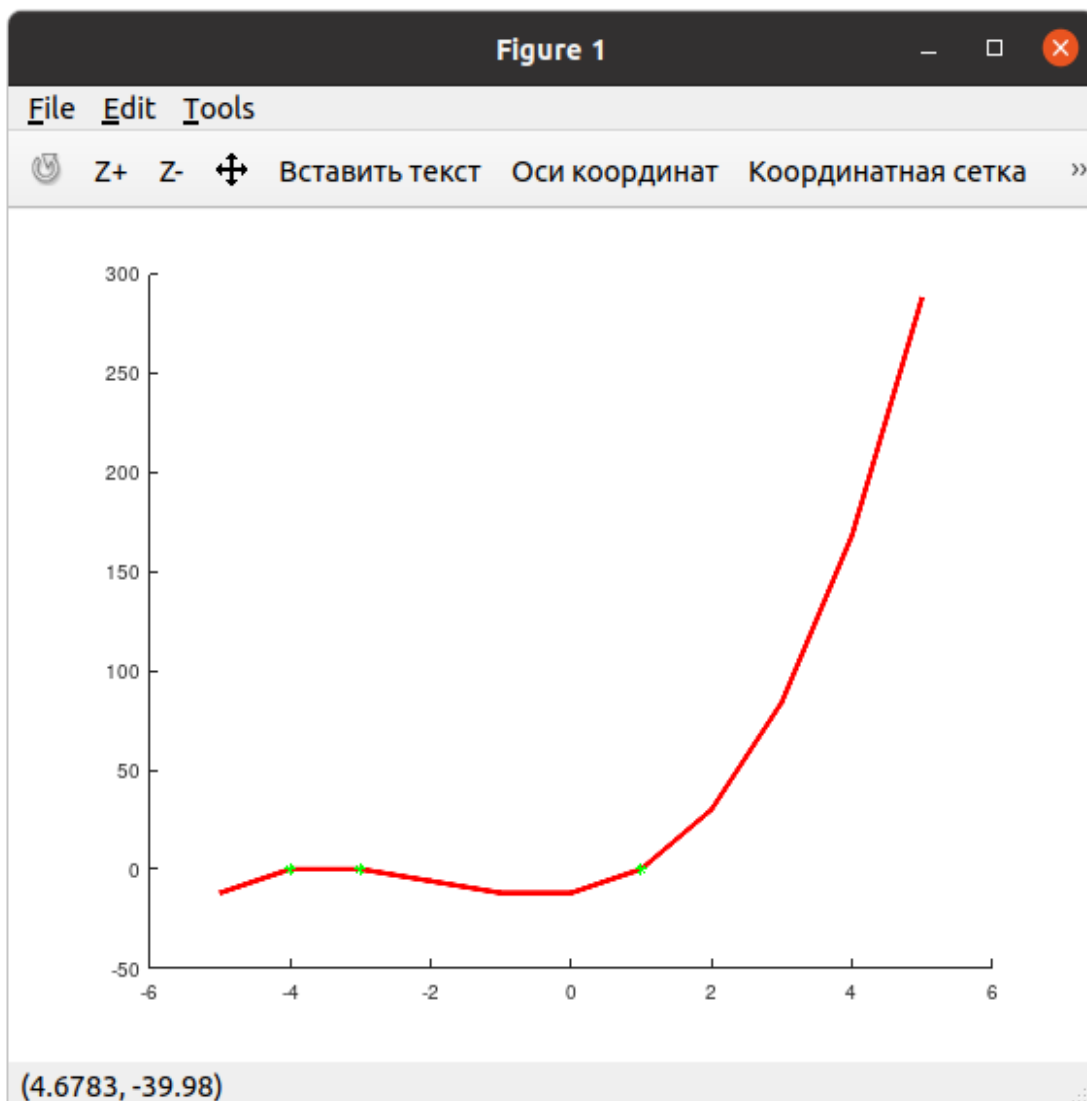 Figure 1
File Edit Tools
Z+ Z- Вставить текст Оси координат Координатная сетка »
300
250
200
150
100
50
0
-50
-6 -4 -2 0 2 4 6
(4.6783, -39.98)